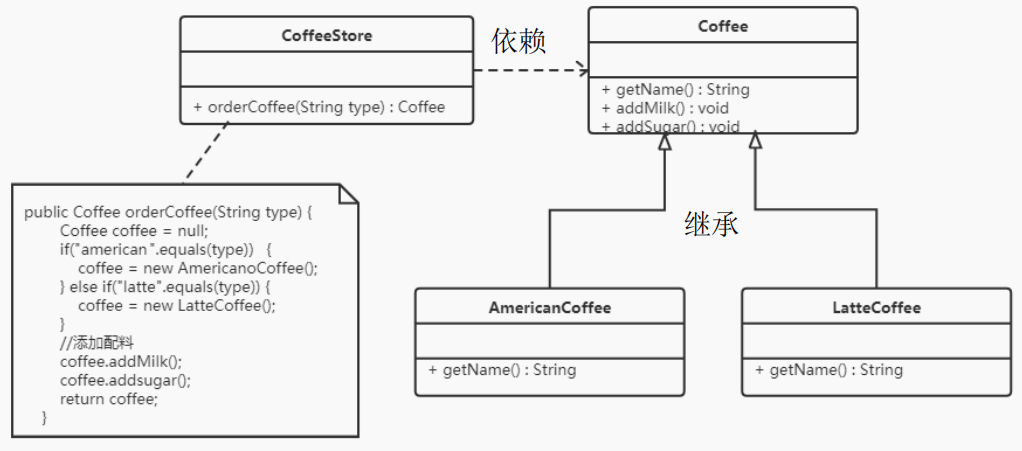 CoffeeStore
+ orderCoffee(String type) : Coffee
依赖
Coffee
+ getName() : String
+ addMilk() : void
+ addSugar() : void
public Coffee orderCoffee(String type) {
Coffee coffee = null;
if("american".equals(type)) {
coffee = new AmericanoCoffee();
} else if("latte".equals(type)) {
coffee = new LatteCoffee();
}
//添加配料
coffee.addMilk();
coffee.addsugar();
return coffee;
}
继承
AmericanCoffee
+ getName() : String
LatteCoffee
+ getName() : String